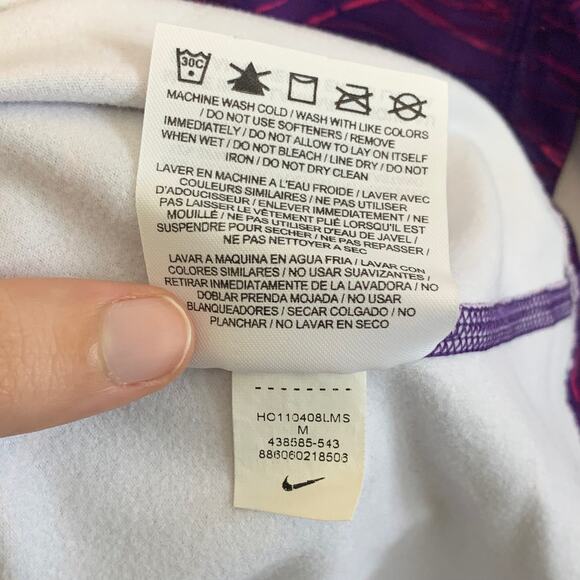 30C
MACHINE WASH COLD / WASH WITH LIKE COLORS
/ DO NOT USE SOFTENERS / REMOVE
IMMEDIATELY / DO NOT ALLOW TO LAY ON ITSELF
WHEN WET / DO NOT BLEACH / LINE DRY / DO NOT
IRON / DO NOT DRY CLEAN
LAVER EN MACHINE A L'EAU FROIDE / LAVER AVEC
COULEURS SIMILAIRES / NE PAS UTILISER
D'ADOUCISSEUR / ENLEVER IMMEDIATEMENT / NE
PAS LAISSER LE VÊTEMENT PLIÉ LORSQU'IL EST
MOUILLÉ / NE PAS UTILISER D'EAU DE JAVEL /
SUSPENDRE POUR SECHER / NE PAS REPASSER /
NE PAS NETTOYER A SEC
LAVAR A MAQUINA EN AGUA FRIA / LAVAR CON
COLORES SIMILARES / NO USAR SUAVIZANTES /
RETIRAR INMEDIATAMENTE DE LA LAVADORA / NO
DOBLAR PRENDA MOJADA / NO USAR
BLANQUEADORES / SECAR COLGADO / NO
PLANCHAR / NO LAVAR EN SECO
HO110408LMS
M
438585-543
886060218506